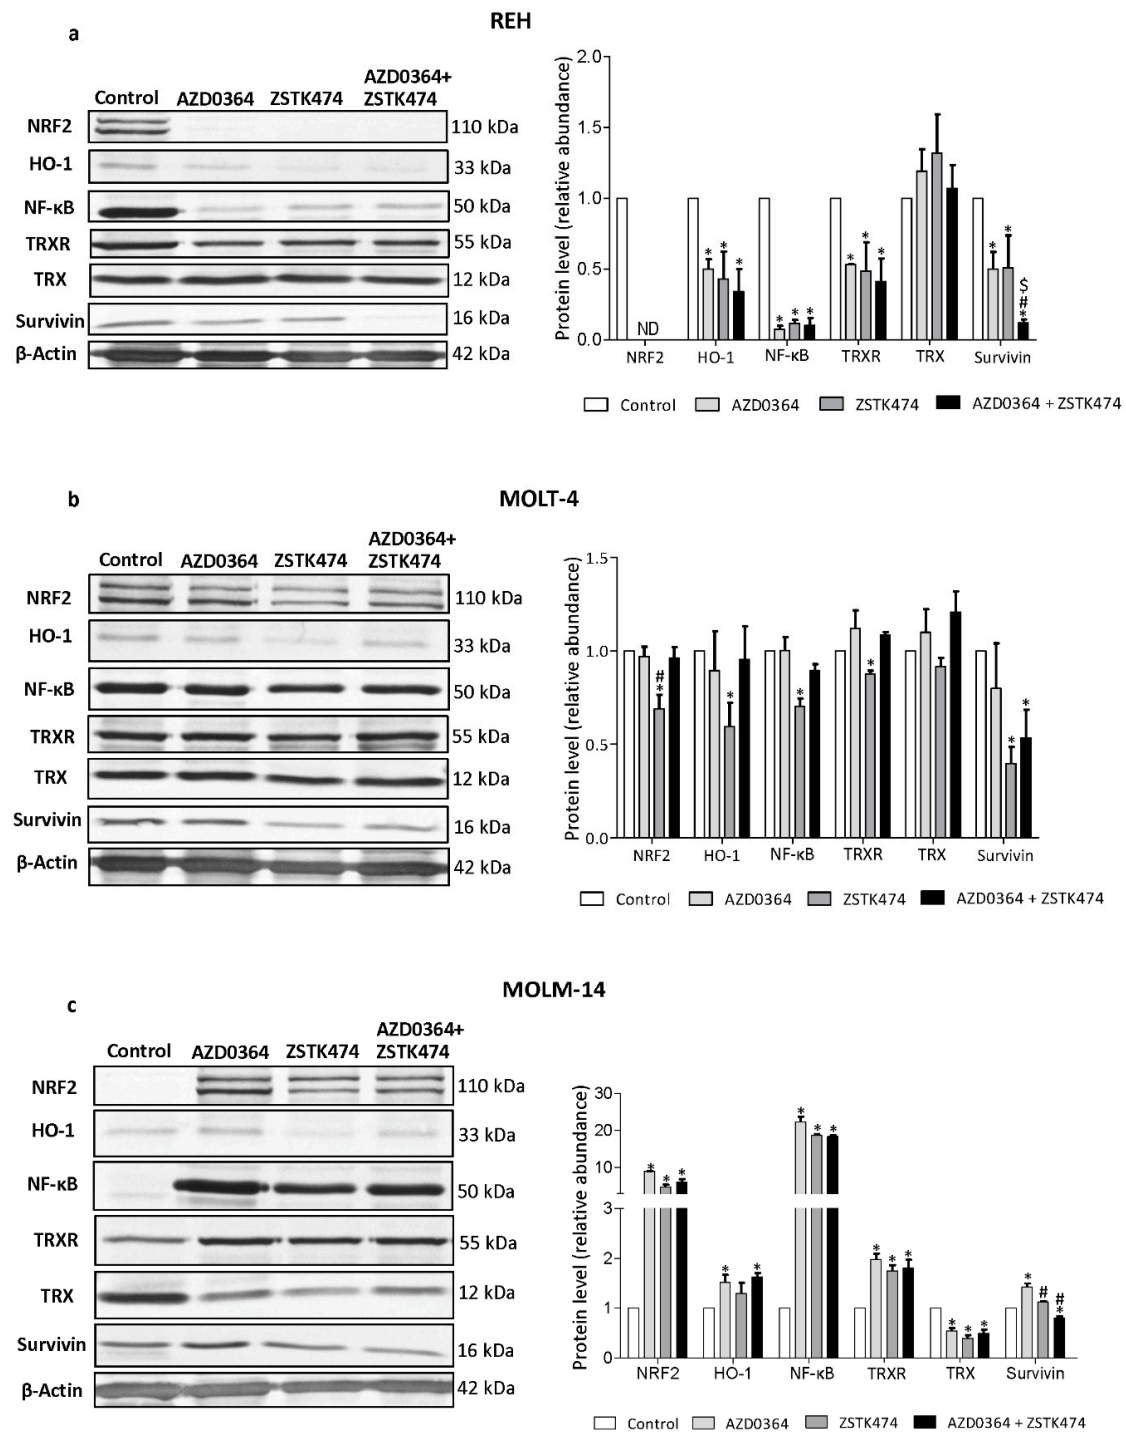 REH
a
AZD0364+
Control AZD0364 ZSTK474 ZSTK474
NRF2 110 kDa
HO-1 33 kDa
NF-κB 50 kDa
TRXR 55 kDa
TRX 12 kDa
Survivin 16 kDa
β-Actin 42 kDa
Protein level (relative abundance)
2.0
1.5
1.0
0.5
0.0
ND
* * *
* * *
* * *
* * $ # *
NRF2 HO-1 NF-κB TRXR TRX Survivin
Control AZD0364 ZSTK474 AZD0364 + ZSTK474
MOLT-4
b
AZD0364+
Control AZD0364 ZSTK474 ZSTK474
NRF2 110 kDa
HO-1 33 kDa
NF-κB 50 kDa
TRXR 55 kDa
TRX 12 kDa
Survivin 16 kDa
β-Actin 42 kDa
Protein level (relative abundance)
1.5
1.0
0.5
0.0
# *
*
*
*
* *
NRF2 HO-1 NF-κB TRXR TRX Survivin
Control AZD0364 ZSTK474 AZD0364 + ZSTK474
MOLM-14
c
AZD0364+
Control AZD0364 ZSTK474 ZSTK474
NRF2 110 kDa
HO-1 33 kDa
NF-κB 50 kDa
TRXR 55 kDa
TRX 12 kDa
Survivin 16 kDa
β-Actin 42 kDa
Protein level (relative abundance)
30
20
10
3
2
1
0
* * *
* *
* * *
* * *
* * *
* # # *
NRF2 HO-1 NF-κB TRXR TRX Survivin
Control AZD0364 ZSTK474 AZD0364 + ZSTK474